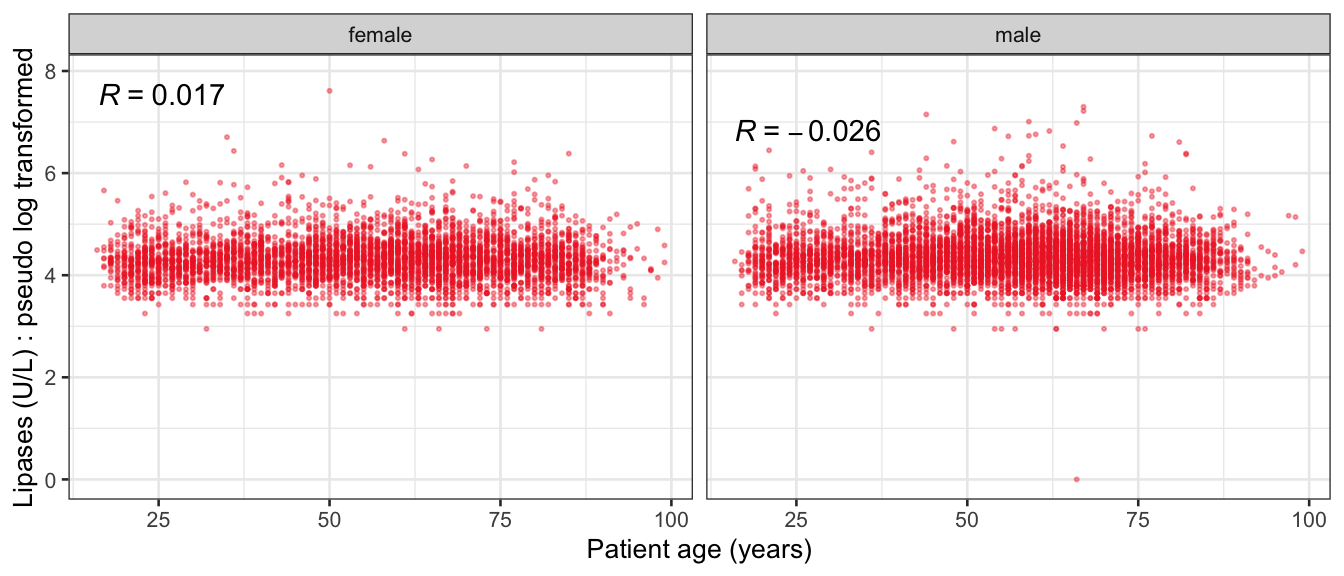 female
male
R = 0.017
R = −0.026
Lipases (U/L) : pseudo log transformed
8
6
4
2
0
25 50 75 100
25 50 75 100
Patient age (years)